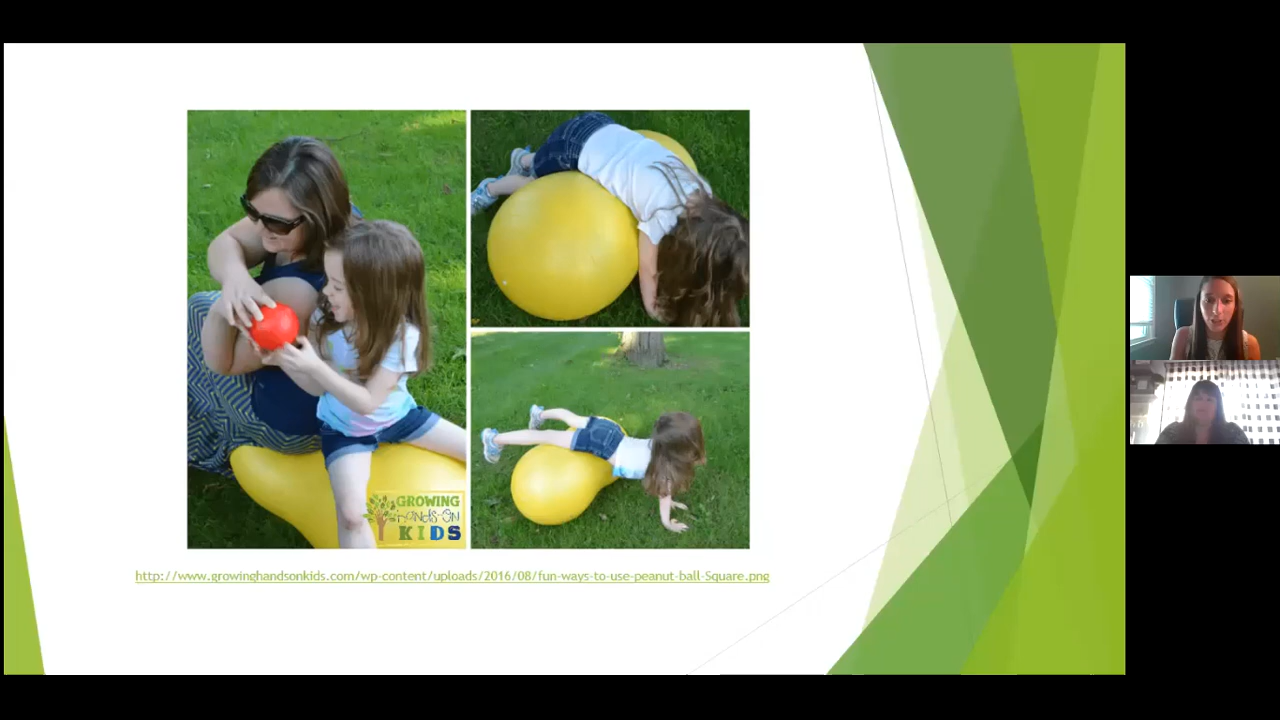 GROWING
Hands-On
KIDS
http://www.growinghandsonkids.com/wp-content/uploads/2016/08/fun-ways-to-use-peanut-ball-Square.png